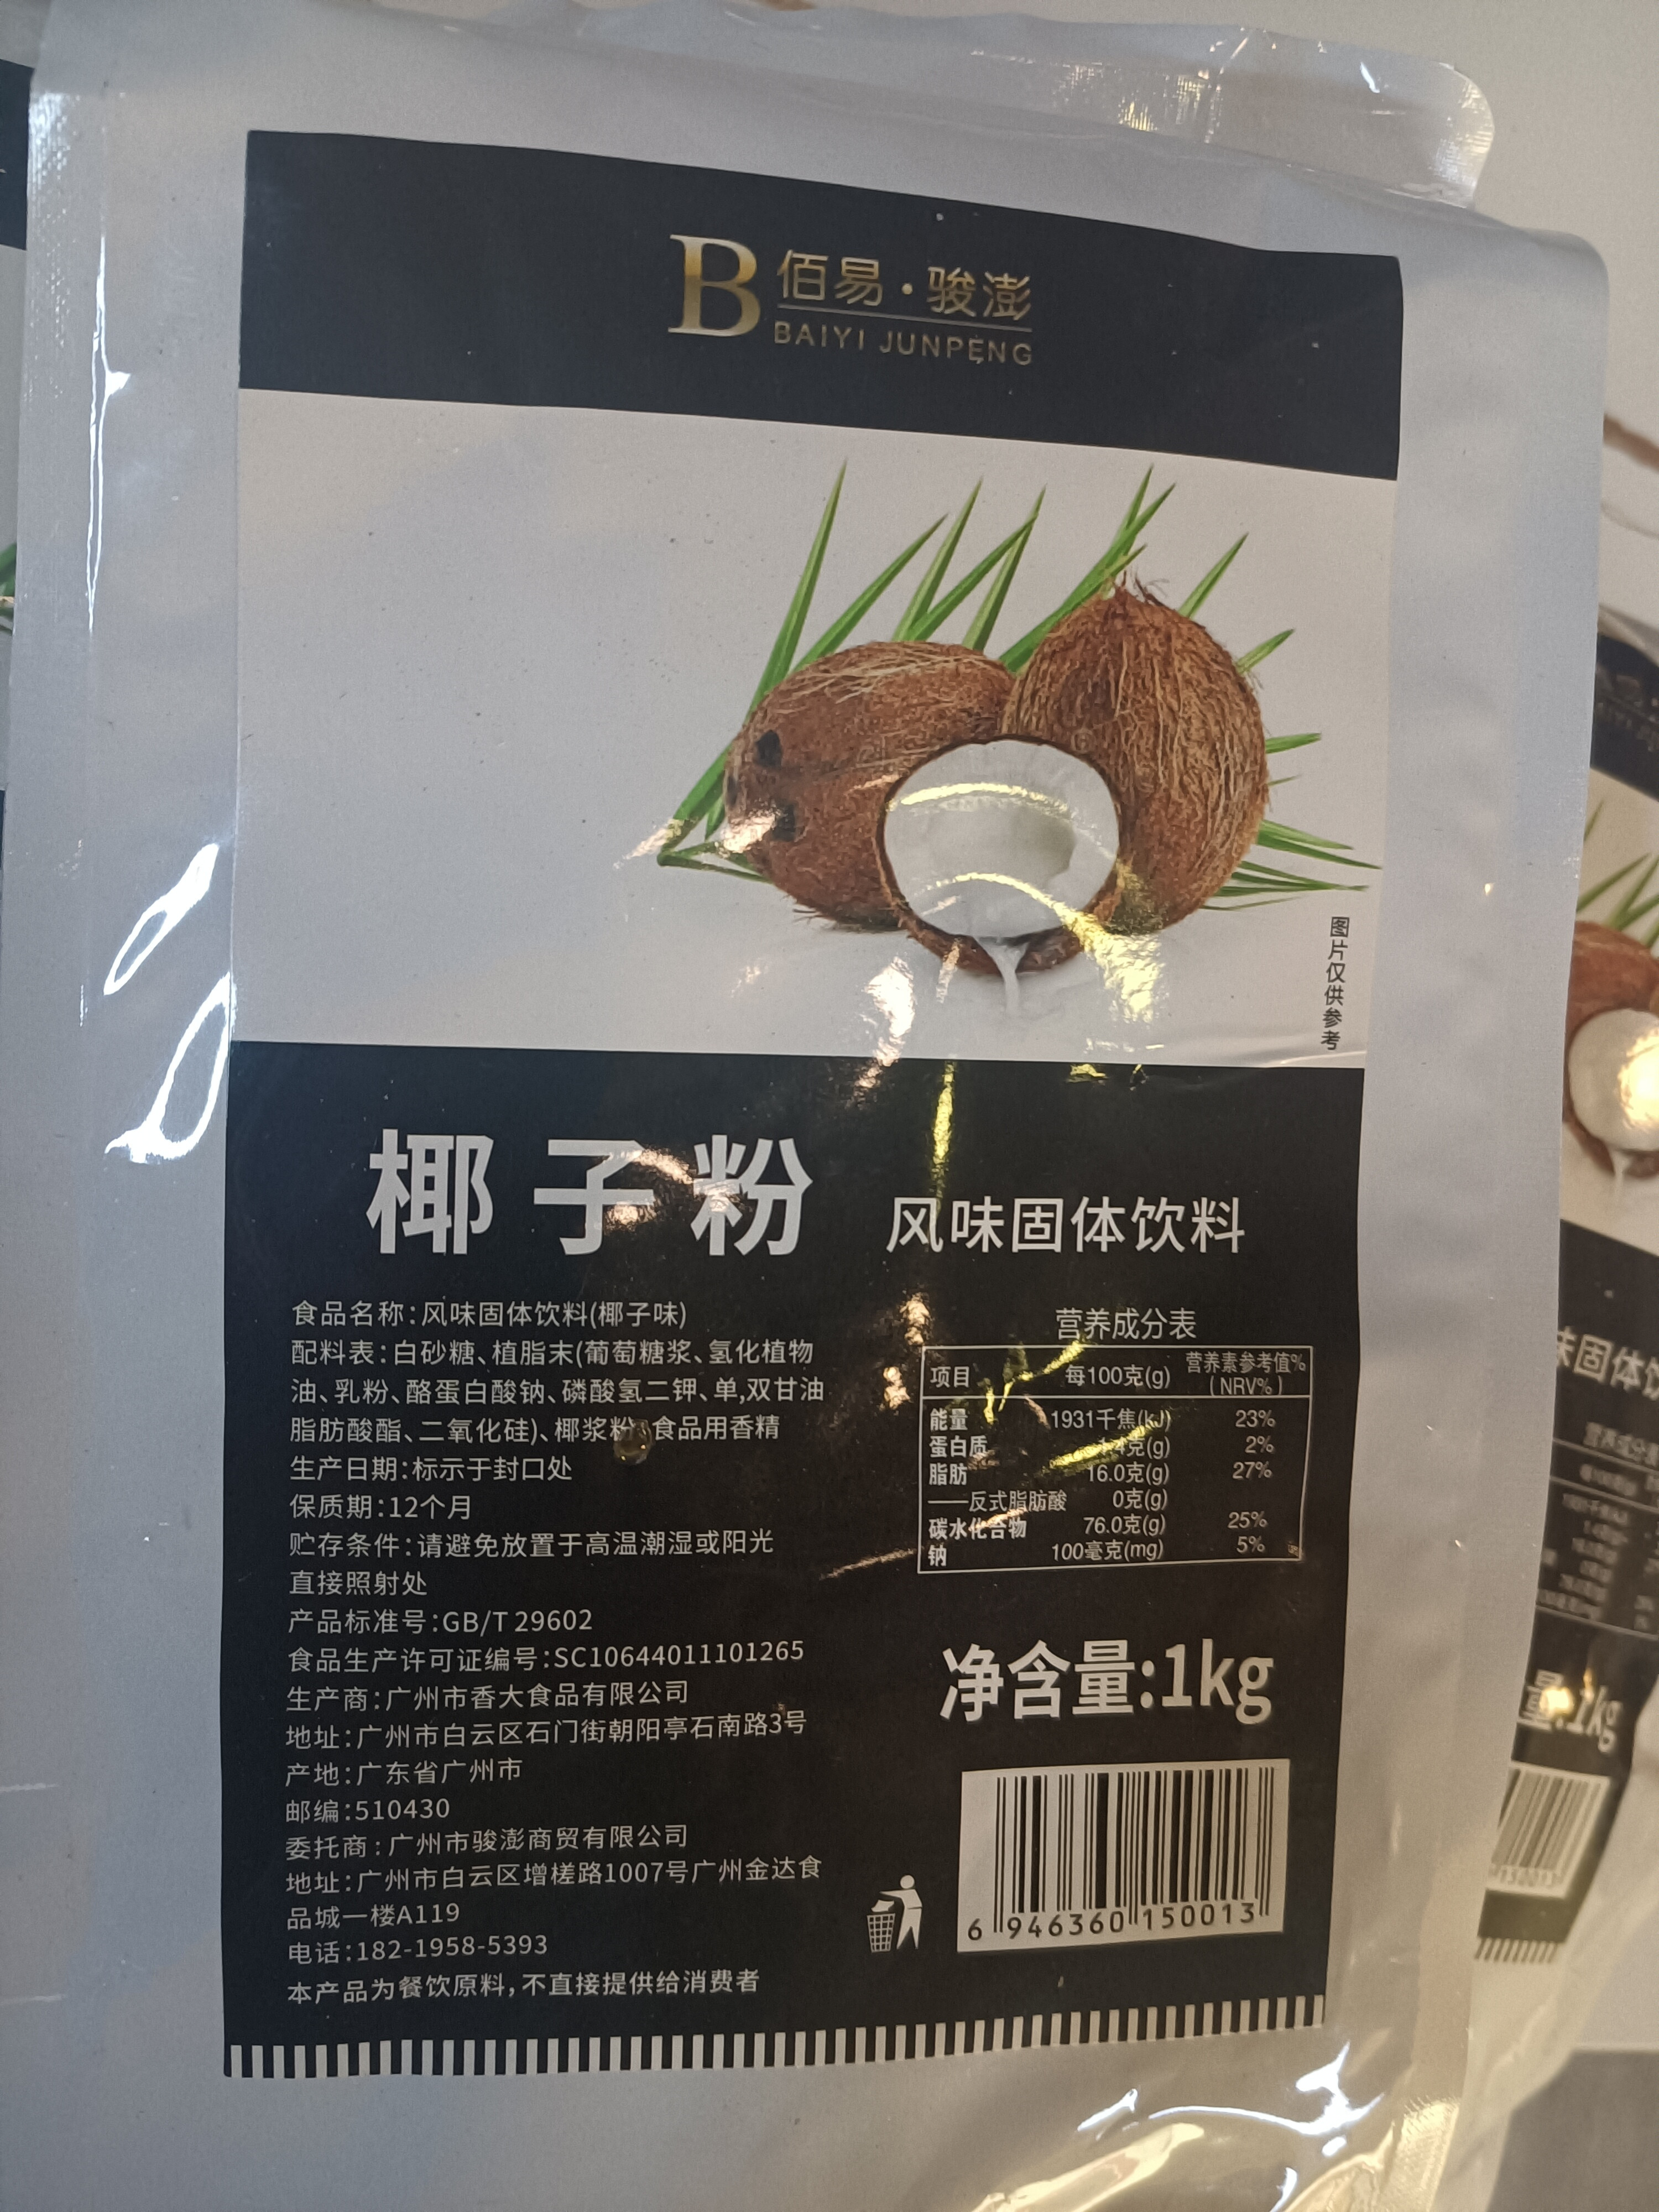 B 佰易·骏澎
BAIYI JUNPENG
图片仅供参考
椰子粉 风味固体饮料
食品名称:风味固体饮料(椰子味)
配料表:白砂糖、植脂末(葡萄糖浆、氢化植物
油、乳粉、酪蛋白酸钠、磷酸氢二钾、单,双甘油
脂肪酸酯、二氧化硅)、椰浆粉、食品用香精
生产日期:标示于封口处
保质期:12个月
贮存条件:请避免放置于高温潮湿或阳光
直接照射处
产品标准号:GB/T 29602
食品生产许可证编号:SC10644011101265
生产商:广州市香大食品有限公司
地址:广州市白云区石门街朝阳亭石南路3号
产地:广东省广州市
邮编:510430
委托商:广州市骏澎商贸有限公司
地址:广州市白云区增槎路1007号广州金达食
品城一楼A119
电话:182-1958-5393
本产品为餐饮原料,不直接提供给消费者
营养成分表
项目 每100克(g) 营养素参考值%
(NRV%)
能量 1931千焦(kJ) 23%
蛋白质 1.4克(g) 2%
脂肪 16.0克(g) 27%
——反式脂肪酸 0克(g)
碳水化合物 76.0克(g) 25%
钠 100毫克(mg) 5%
净含量:1kg
6 946360 150013
味固体饮
量:1kg
150013